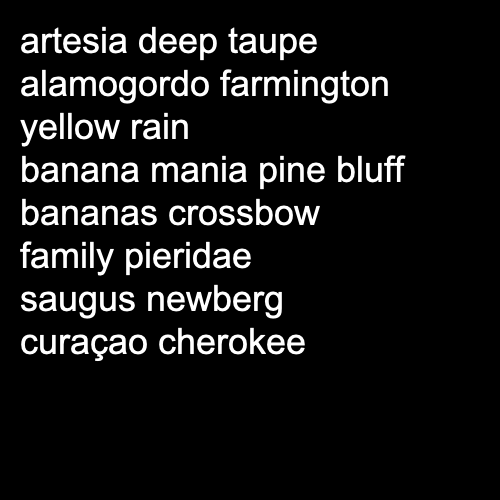 artesia deep taupe
alamogordo farmington
yellow rain
banana mania pine bluff
bananas crossbow
family pieridae
saugus newberg
curaçao cherokee